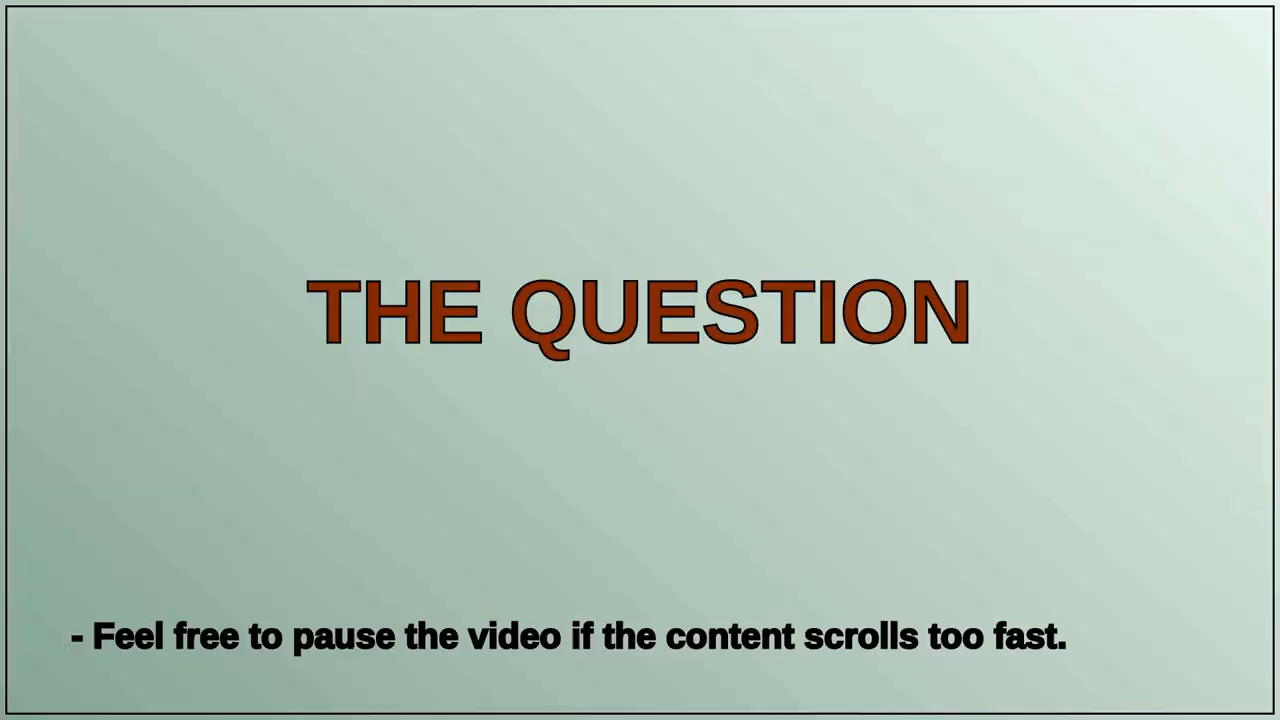 THE QUESTION
- Feel free to pause the video if the content scrolls too fast.